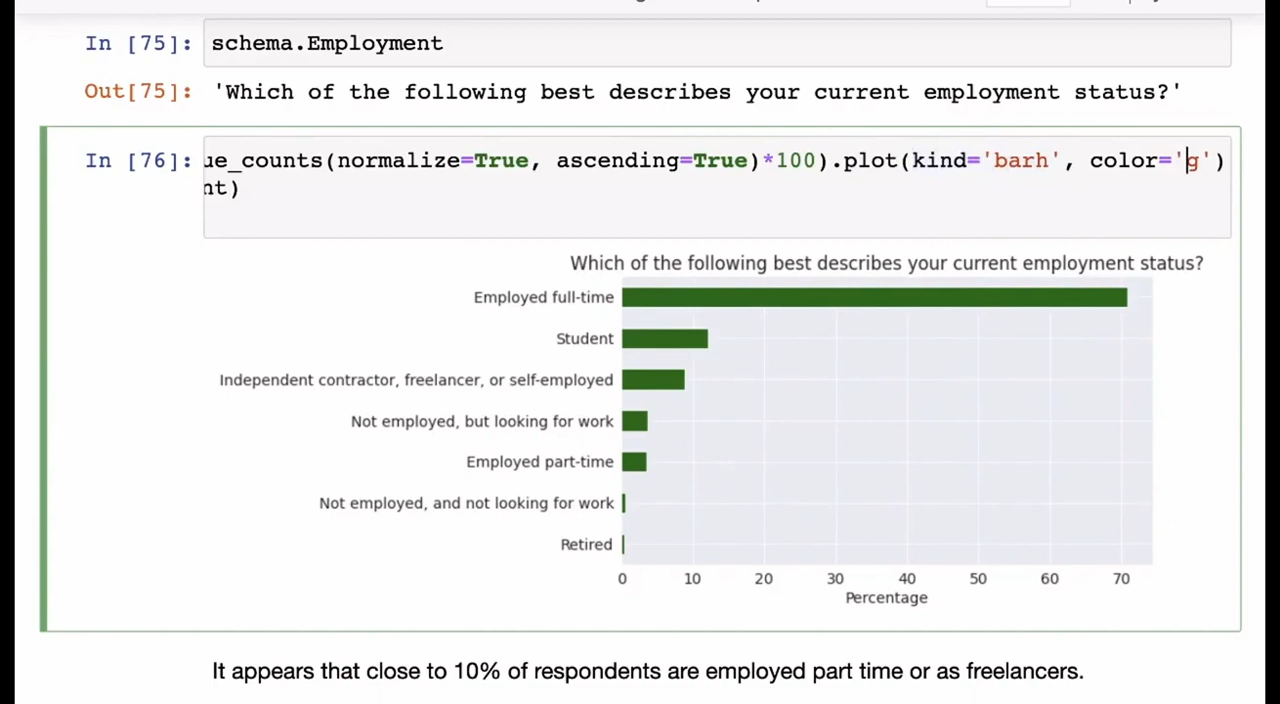 In [75]: schema.Employment
Out[75]: 'Which of the following best describes your current employment status?'
In [76]: ue_counts(normalize=True, ascending=True)*100).plot(kind='barh', color='g')
nt)
Which of the following best describes your current employment status?
Employed full-time
Student
Independent contractor, freelancer, or self-employed
Not employed, but looking for work
Employed part-time
Not employed, and not looking for work
Retired
0 10 20 30 40 50 60 70
Percentage
It appears that close to 10% of respondents are employed part time or as freelancers.